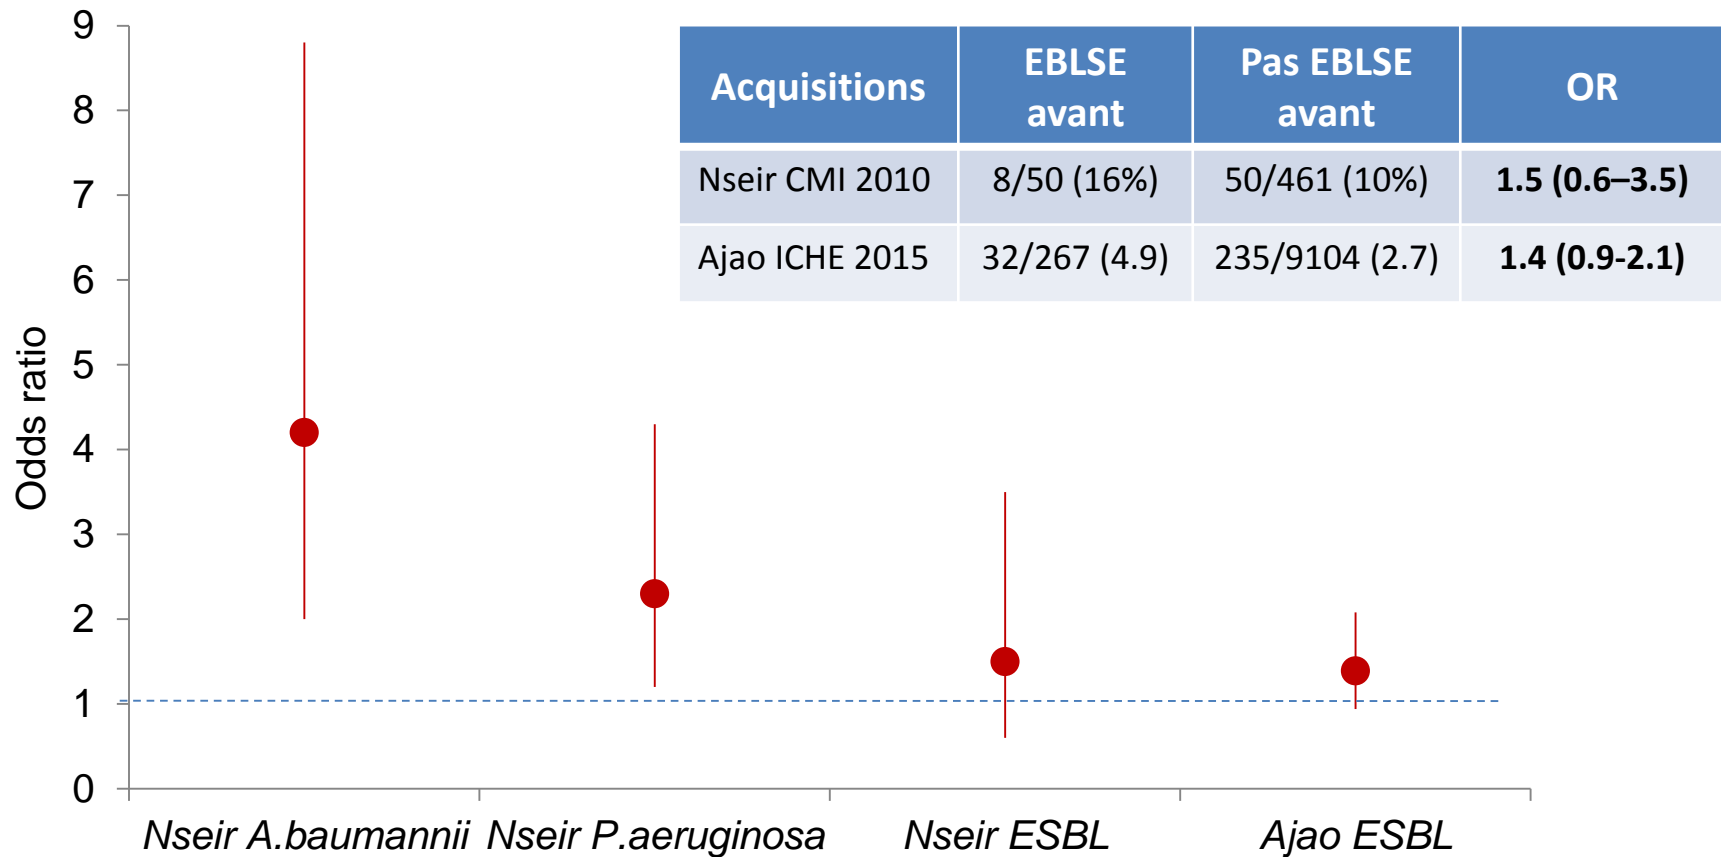 9
8
7
6
5
4
3
2
1
0
Odds ratio
Acquisitions
EBLSE
avant
Pas EBLSE
avant
OR
Nseir CMI 2010
8/50 (16%)
50/461 (10%)
1.5 (0.6–3.5)
Ajao ICHE 2015
32/267 (4.9)
235/9104 (2.7)
1.4 (0.9-2.1)
Nseir A.baumannii
Nseir P.aeruginosa
Nseir ESBL
Ajao ESBL